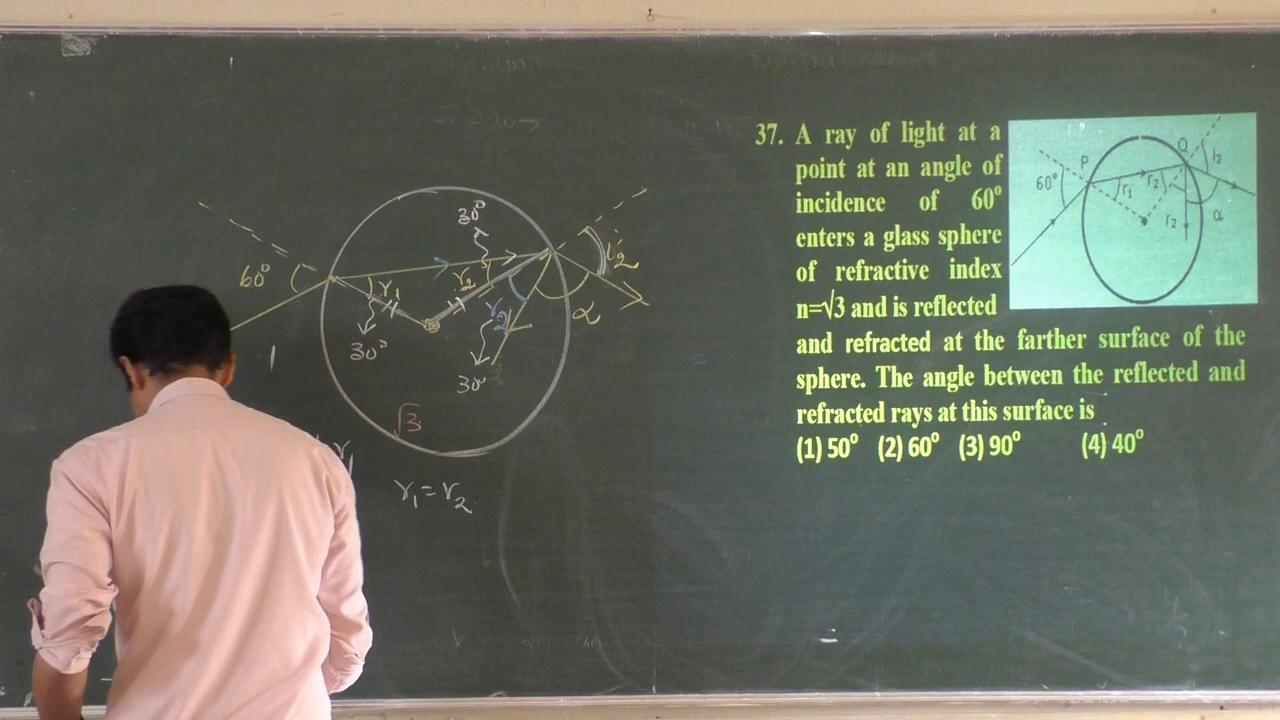 30°
60°
r₁
r₂
i₂
r₂
α
30°
30°
√3
r₁
r₁ = r₂
37. A ray of light at a
point at an angle of
incidence of 60°
enters a glass sphere
of refractive index
n=√3 and is reflected
and refracted at the farther surface of the
sphere. The angle between the reflected and
refracted rays at this surface is
(1) 50° (2) 60° (3) 90° (4) 40°
P
Q
60°
r₁
r₂
i₂
r₂
α